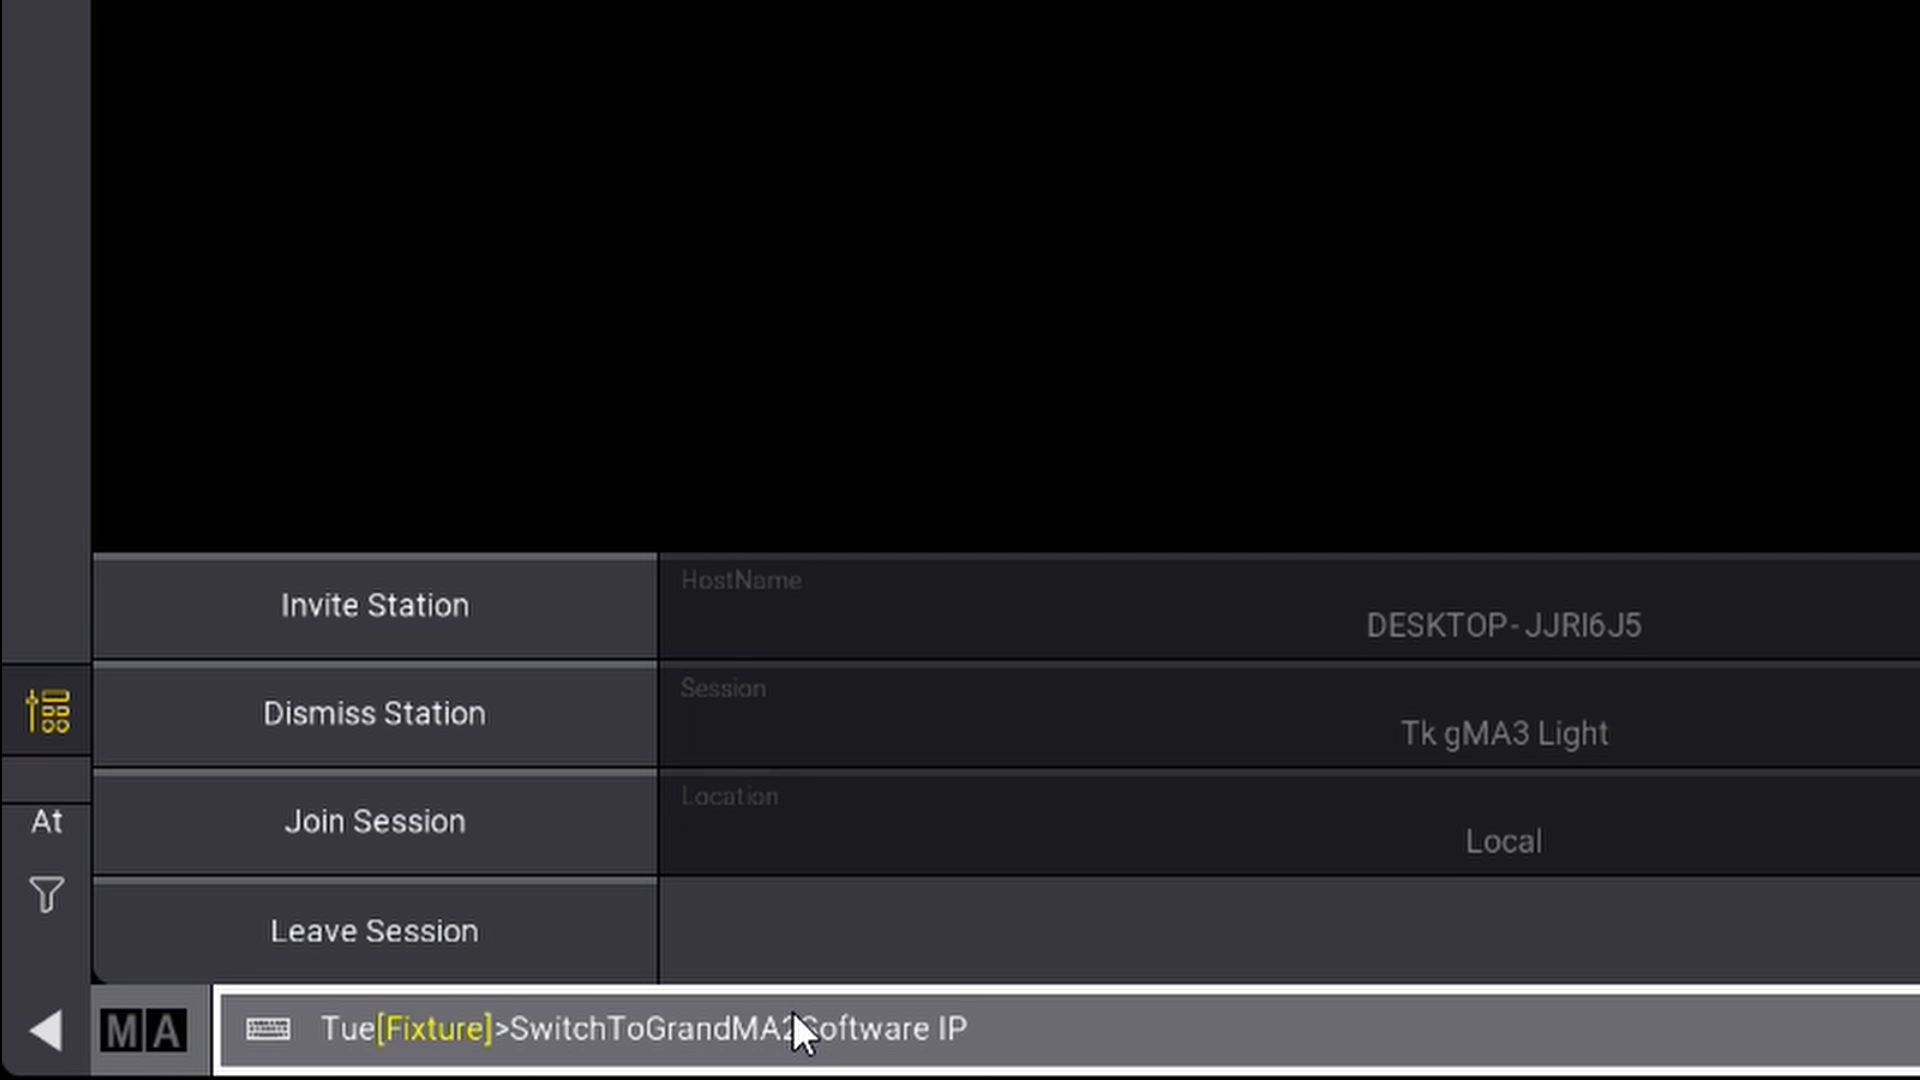 Invite Station
HostName
DESKTOP-JJRI6J5
Dismiss Station
Session
Tk gMA3 Light
Join Session
Location
Local
At
Leave Session
MA
Tue[Fixture]>SwitchToGrandMA2Software IP